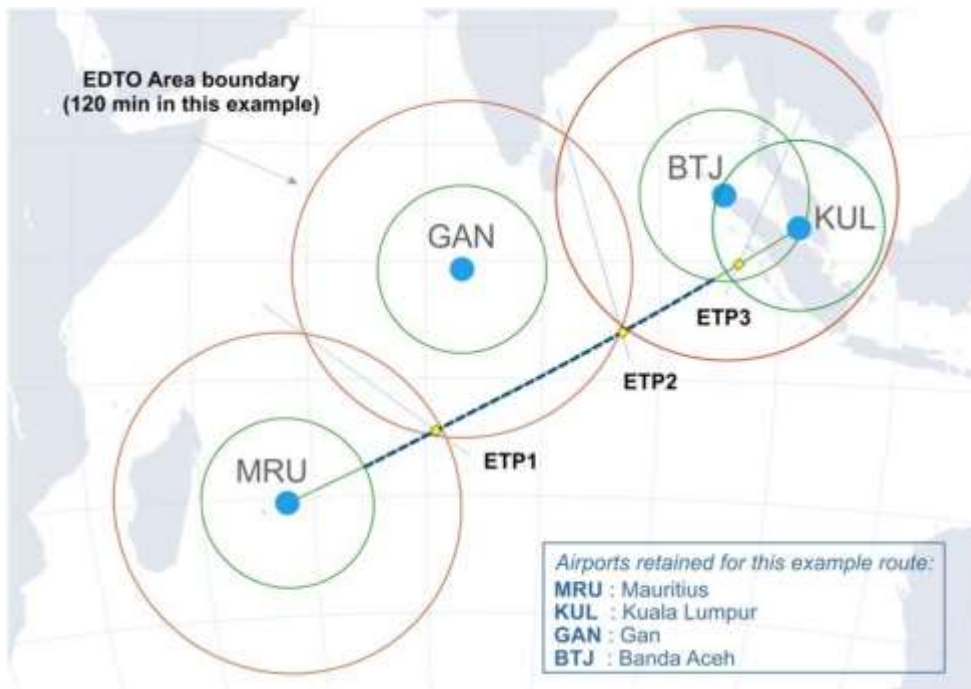 EDTO Area boundary
(120 min in this example)
BTJ
KUL
GAN
ETP3
ETP2
ETP1
MRU
Airports retained for this example route:
MRU : Mauritius
KUL : Kuala Lumpur
GAN : Gan
BTJ : Banda Aceh